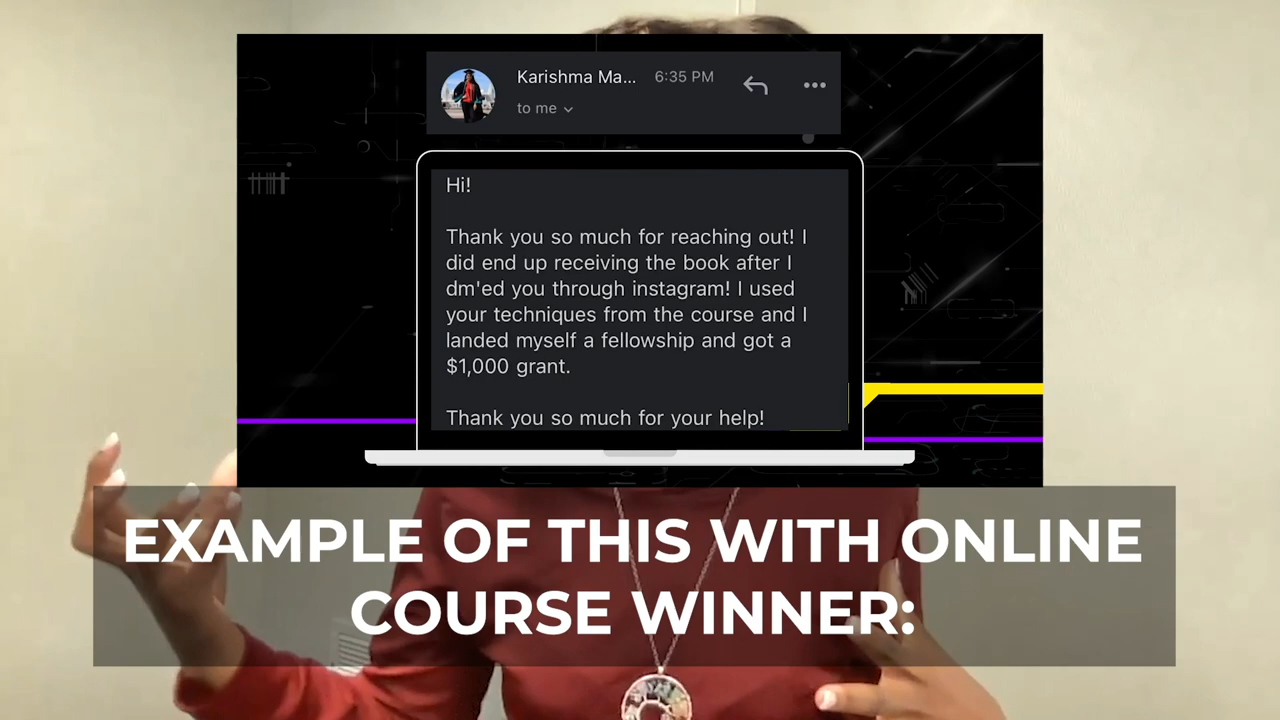 Karishma Ma... 6:35 PM
to me
Hi!
Thank you so much for reaching out! I
did end up receiving the book after I
dm'ed you through instagram! I used
your techniques from the course and I
landed myself a fellowship and got a
$1,000 grant.
Thank you so much for your help!
EXAMPLE OF THIS WITH ONLINE
COURSE WINNER: